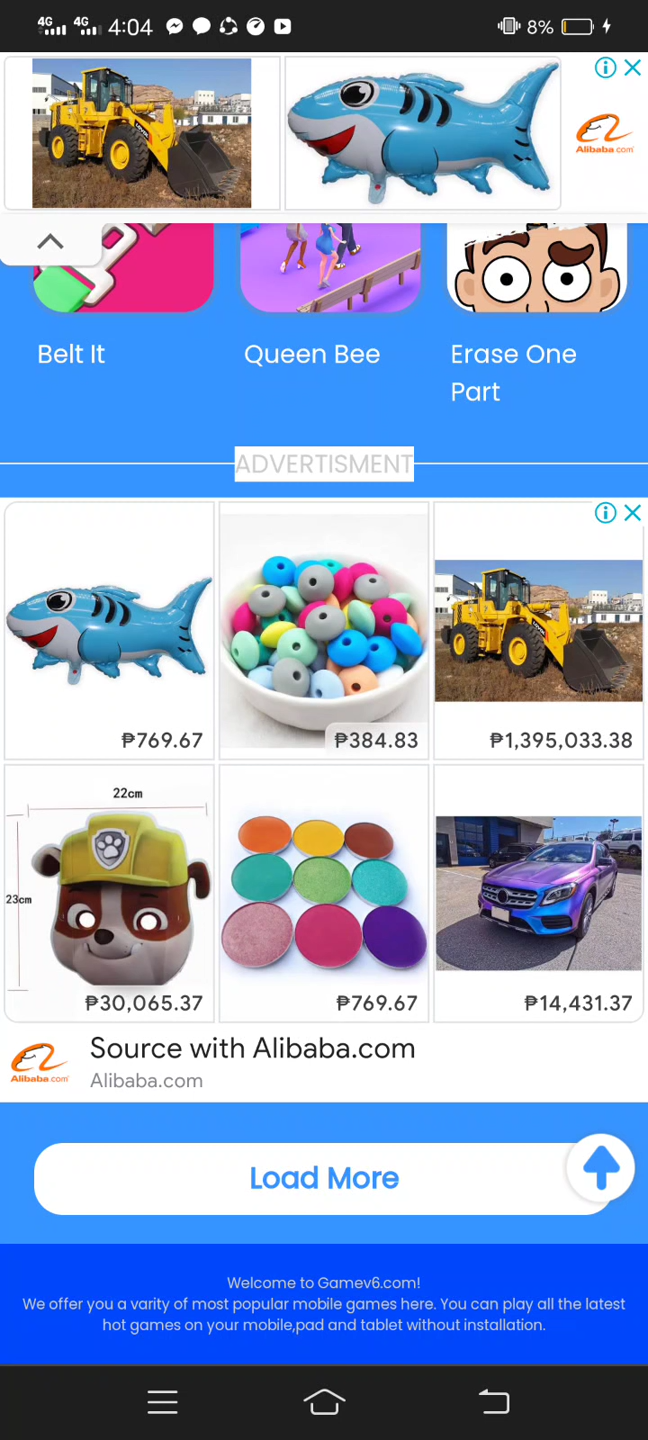 4G 4G 4:04 8%
Alibaba.com
Belt It
Queen Bee
Erase One
Part
ADVERTISMENT
₱769.67
₱384.83
₱1,395,033.38
22cm
23cm
₱30,065.37
₱769.67
₱14,431.37
Source with Alibaba.com
Alibaba.com
Alibaba.com
Load More
Welcome to Gamev6.com!
We offer you a varity of most popular mobile games here. You can play all the latest
hot games on your mobile,pad and tablet without installation.